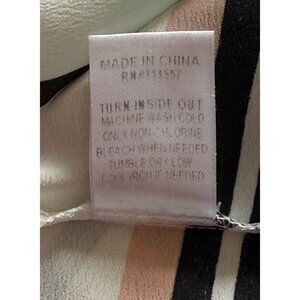 MADE IN CHINA
RN#114557
TURN INSIDE OUT
MACHINE WASH COLD
ONLY NON-CHLORINE
BLEACH WHEN NEEDED
TUMBLE DRY LOW
COOL IRON IF NEEDED